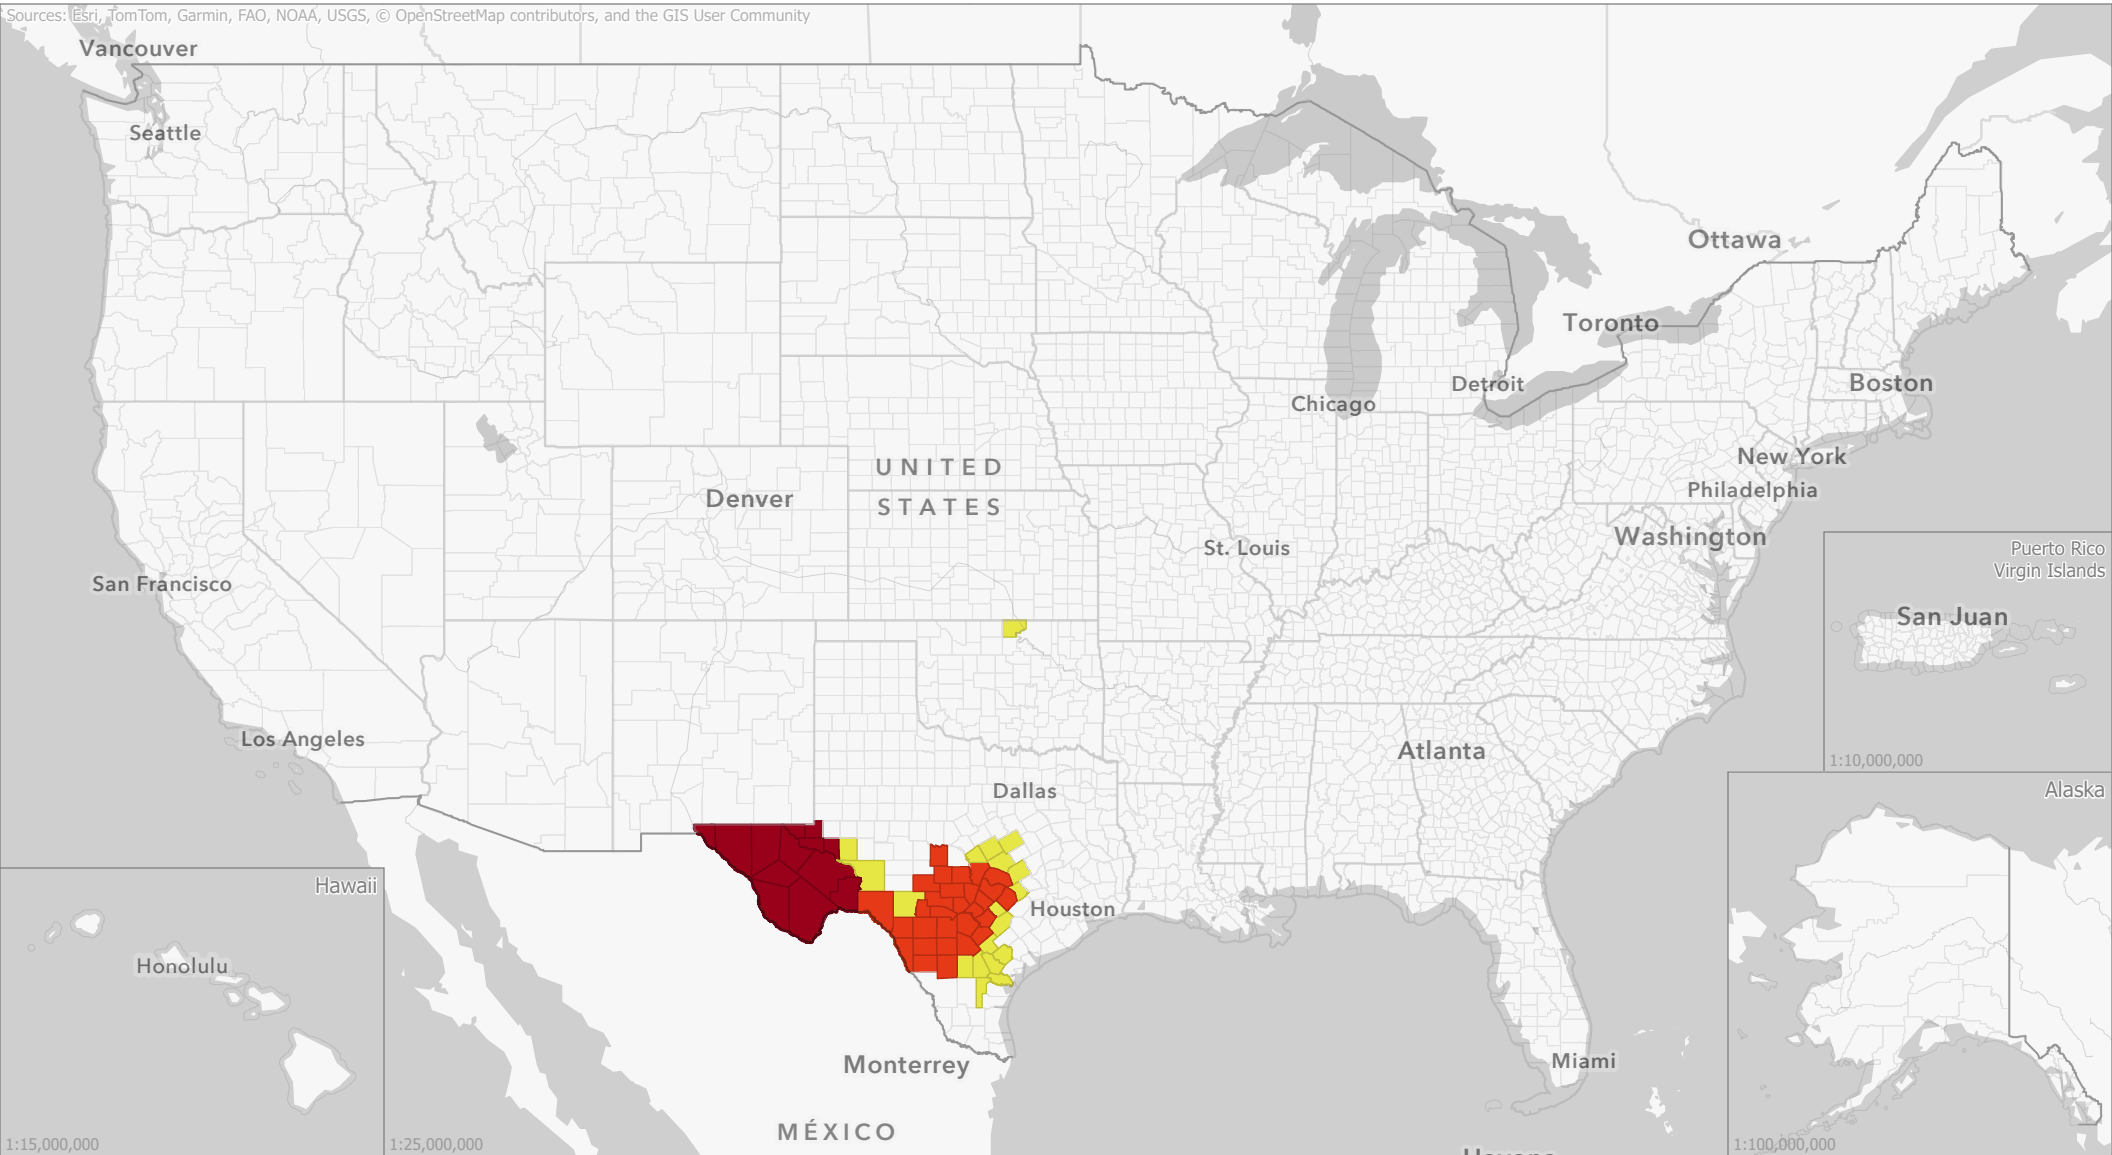 Sources: Esri, TomTom, Garmin, FAO, NOAA, USGS, © OpenStreetMap contributors, and the GIS User Community
Vancouver
Seattle
Ottawa
Toronto
Detroit
Boston
Chicago
New York
UNITED
STATES
Denver
Philadelphia
Washington
St. Louis
San Francisco
Puerto Rico
Virgin Islands
San Juan
Los Angeles
Atlanta
1:10,000,000
Dallas
Alaska
Hawaii
Houston
Honolulu
Monterrey
Miami
MÉXICO
1:15,000,000
1:25,000,000
1:100,000,000